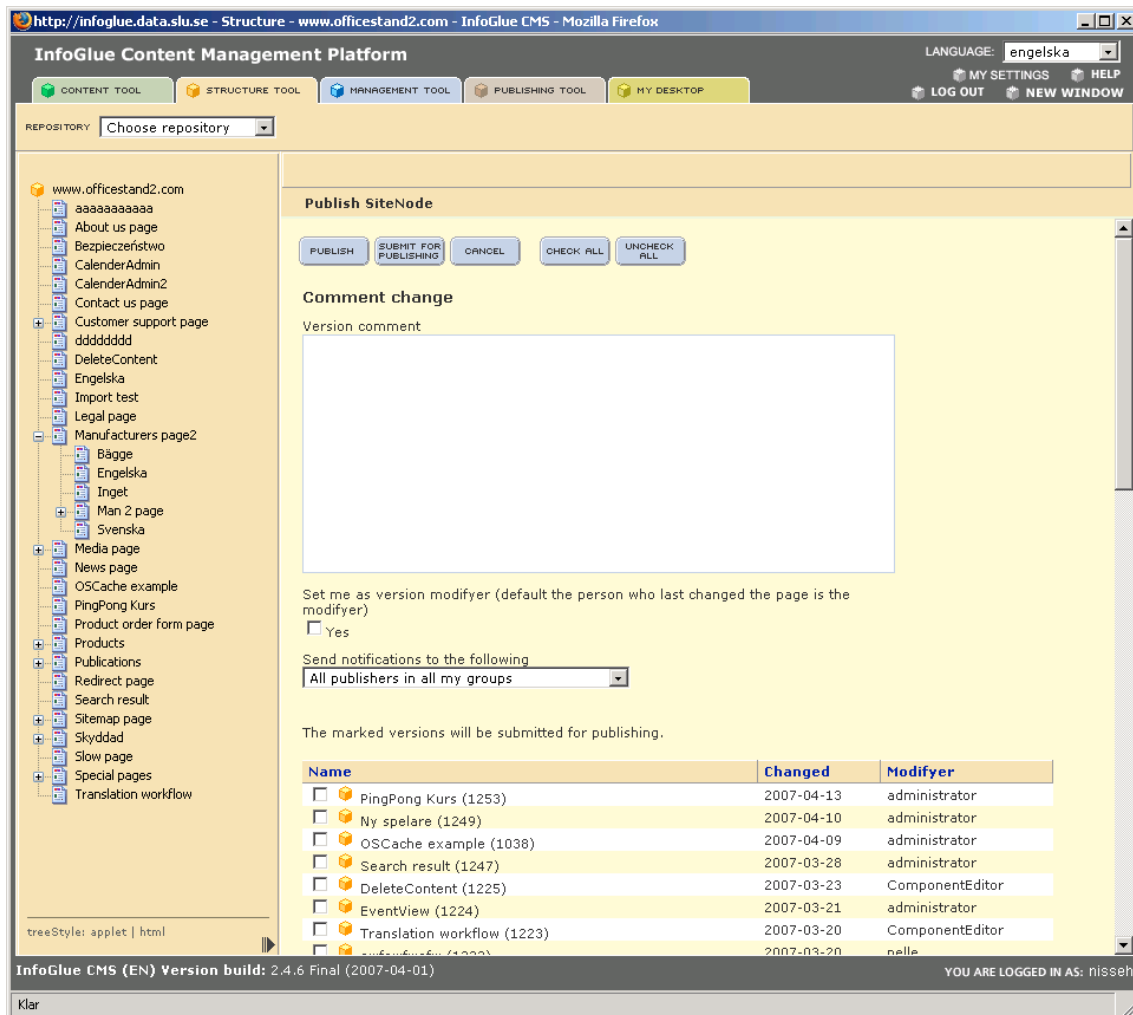 http://infoglue.data.slu.se - Structure - www.officestand2.com - InfoGlue CMS - Mozilla Firefox
InfoGlue Content Management Platform
LANGUAGE: engelska
MY SETTINGS HELP
LOG OUT NEW WINDOW
CONTENT TOOL STRUCTURE TOOL MANAGEMENT TOOL PUBLISHING TOOL MY DESKTOP
REPOSITORY Choose repository
www.officestand2.com
aaaaaaaaaaa
About us page
Bezpieczeństwo
CalenderAdmin
CalenderAdmin2
Contact us page
Customer support page
dddddddd
DeleteContent
Engelska
Import test
Legal page
Manufacturers page2
Bägge
Engelska
Inget
Man 2 page
Svenska
Media page
News page
OSCache example
PingPong Kurs
Product order form page
Products
Publications
Redirect page
Search result
Sitemap page
Skyddad
Slow page
Special pages
Translation workflow
treeStyle: applet | html
Publish SiteNode
PUBLISH SUBMIT FOR PUBLISHING CANCEL CHECK ALL UNCHECK ALL
Comment change
Version comment
Set me as version modifyer (default the person who last changed the page is the
modifyer)
Yes
Send notifications to the following
All publishers in all my groups
The marked versions will be submitted for publishing.
Name Changed Modifyer
PingPong Kurs (1253) 2007-04-13 administrator
Ny spelare (1249) 2007-04-10 administrator
OSCache example (1038) 2007-04-09 administrator
Search result (1247) 2007-03-28 administrator
DeleteContent (1225) 2007-03-23 ComponentEditor
EventView (1224) 2007-03-21 administrator
Translation workflow (1223) 2007-03-20 ComponentEditor
2007-03-20 pelle
InfoGlue CMS (EN) Version build: 2.4.6 Final (2007-04-01)
YOU ARE LOGGED IN AS: nisseh
Klar